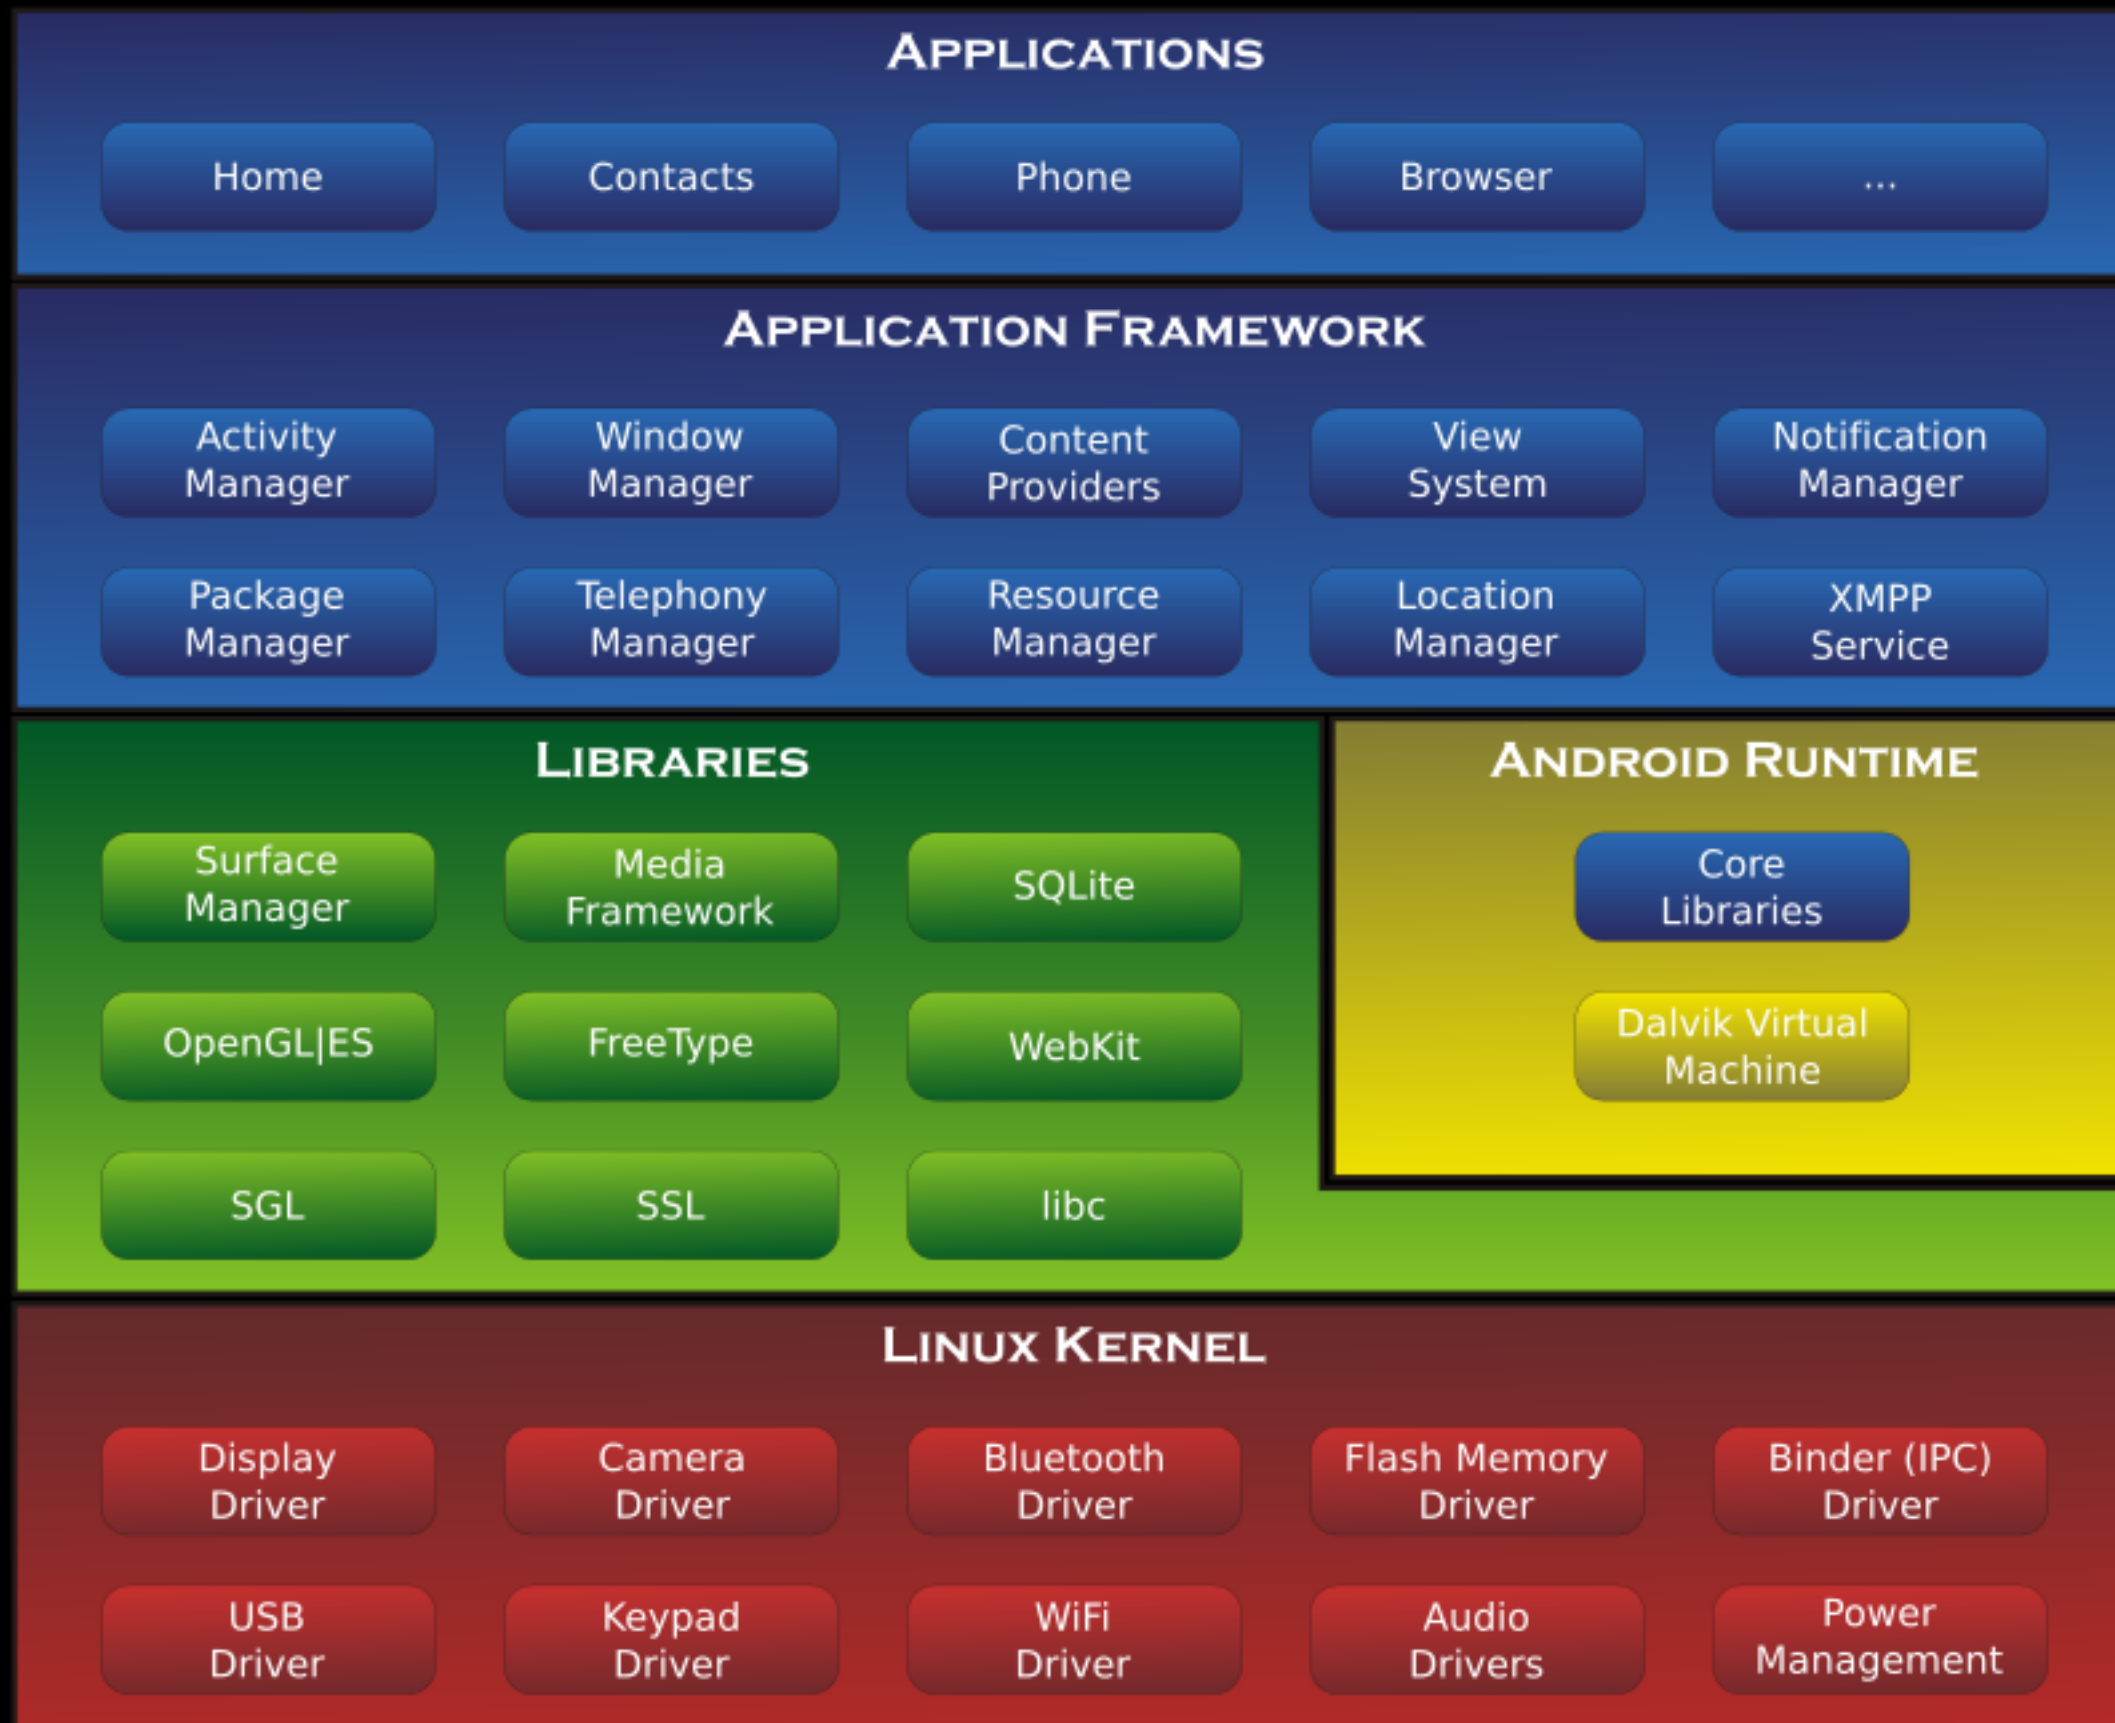 APPLICATIONS
Home
Contacts
Phone
Browser
...
APPLICATION FRAMEWORK
Activity
Manager
Window
Manager
Content
Providers
View
System
Notification
Manager
Package
Manager
Telephony
Manager
Resource
Manager
Location
Manager
XMPP
Service
LIBRARIES
Surface
Manager
Media
Framework
SQLite
OpenGL|ES
FreeType
WebKit
SGL
SSL
libc
ANDROID RUNTIME
Core
Libraries
Dalvik Virtual
Machine
LINUX KERNEL
Display
Driver
Camera
Driver
Bluetooth
Driver
Flash Memory
Driver
Binder (IPC)
Driver
USB
Driver
Keypad
Driver
WiFi
Driver
Audio
Drivers
Power
Management